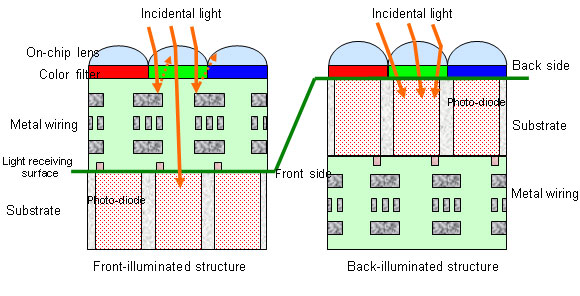 Incidental light
On-chip lens
Color filter
Metal wiring
Light receiving
surface
Photo-diode
Substrate
Front side
Front-illuminated structure
Incidental light
Back side
Photo-diode
Substrate
Metal wiring
Back-illuminated structure